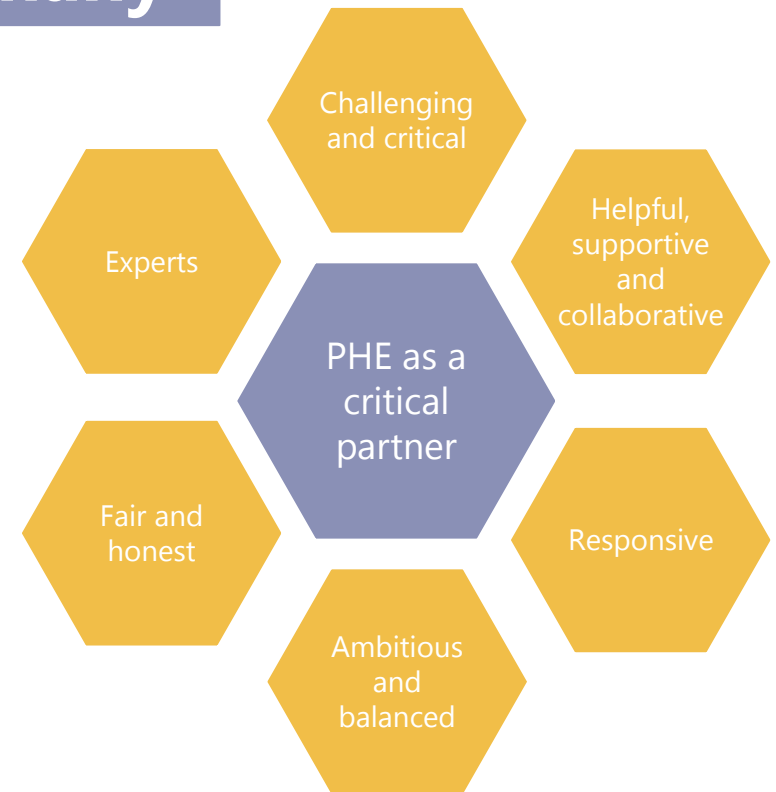 Challenging
and critical
Helpful,
supportive
and
collaborative
Experts
PHE as a
critical
partner
Fair and
honest
Responsive
Ambitious
and
balanced